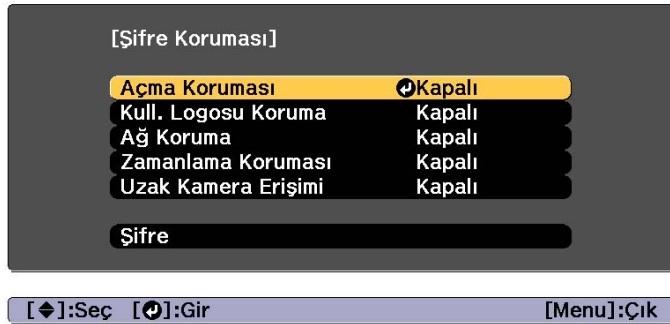 [Şifre Koruması]
Açma Koruması Kapalı
Kull. Logosu Koruma Kapalı
Ağ Koruma Kapalı
Zamanlama Koruması Kapalı
Uzak Kamera Erişimi Kapalı
Şifre
[◆]:Seç [↵]:Gir [Menu]:Çık